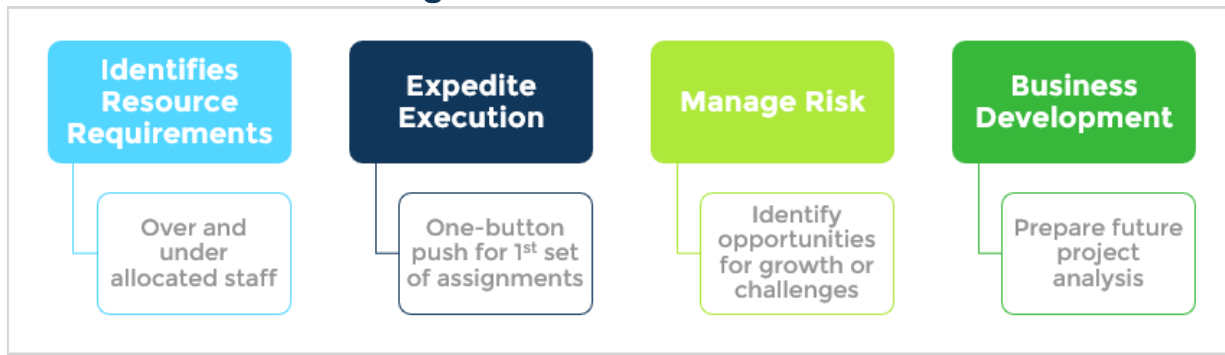 Identifies
Resource
Requirements
Over and
under
allocated staff
Expedite
Execution
One-button
push for 1st set
of assignments
Manage Risk
Identify
opportunities
for growth or
challenges
Business
Development
Prepare future
project
analysis